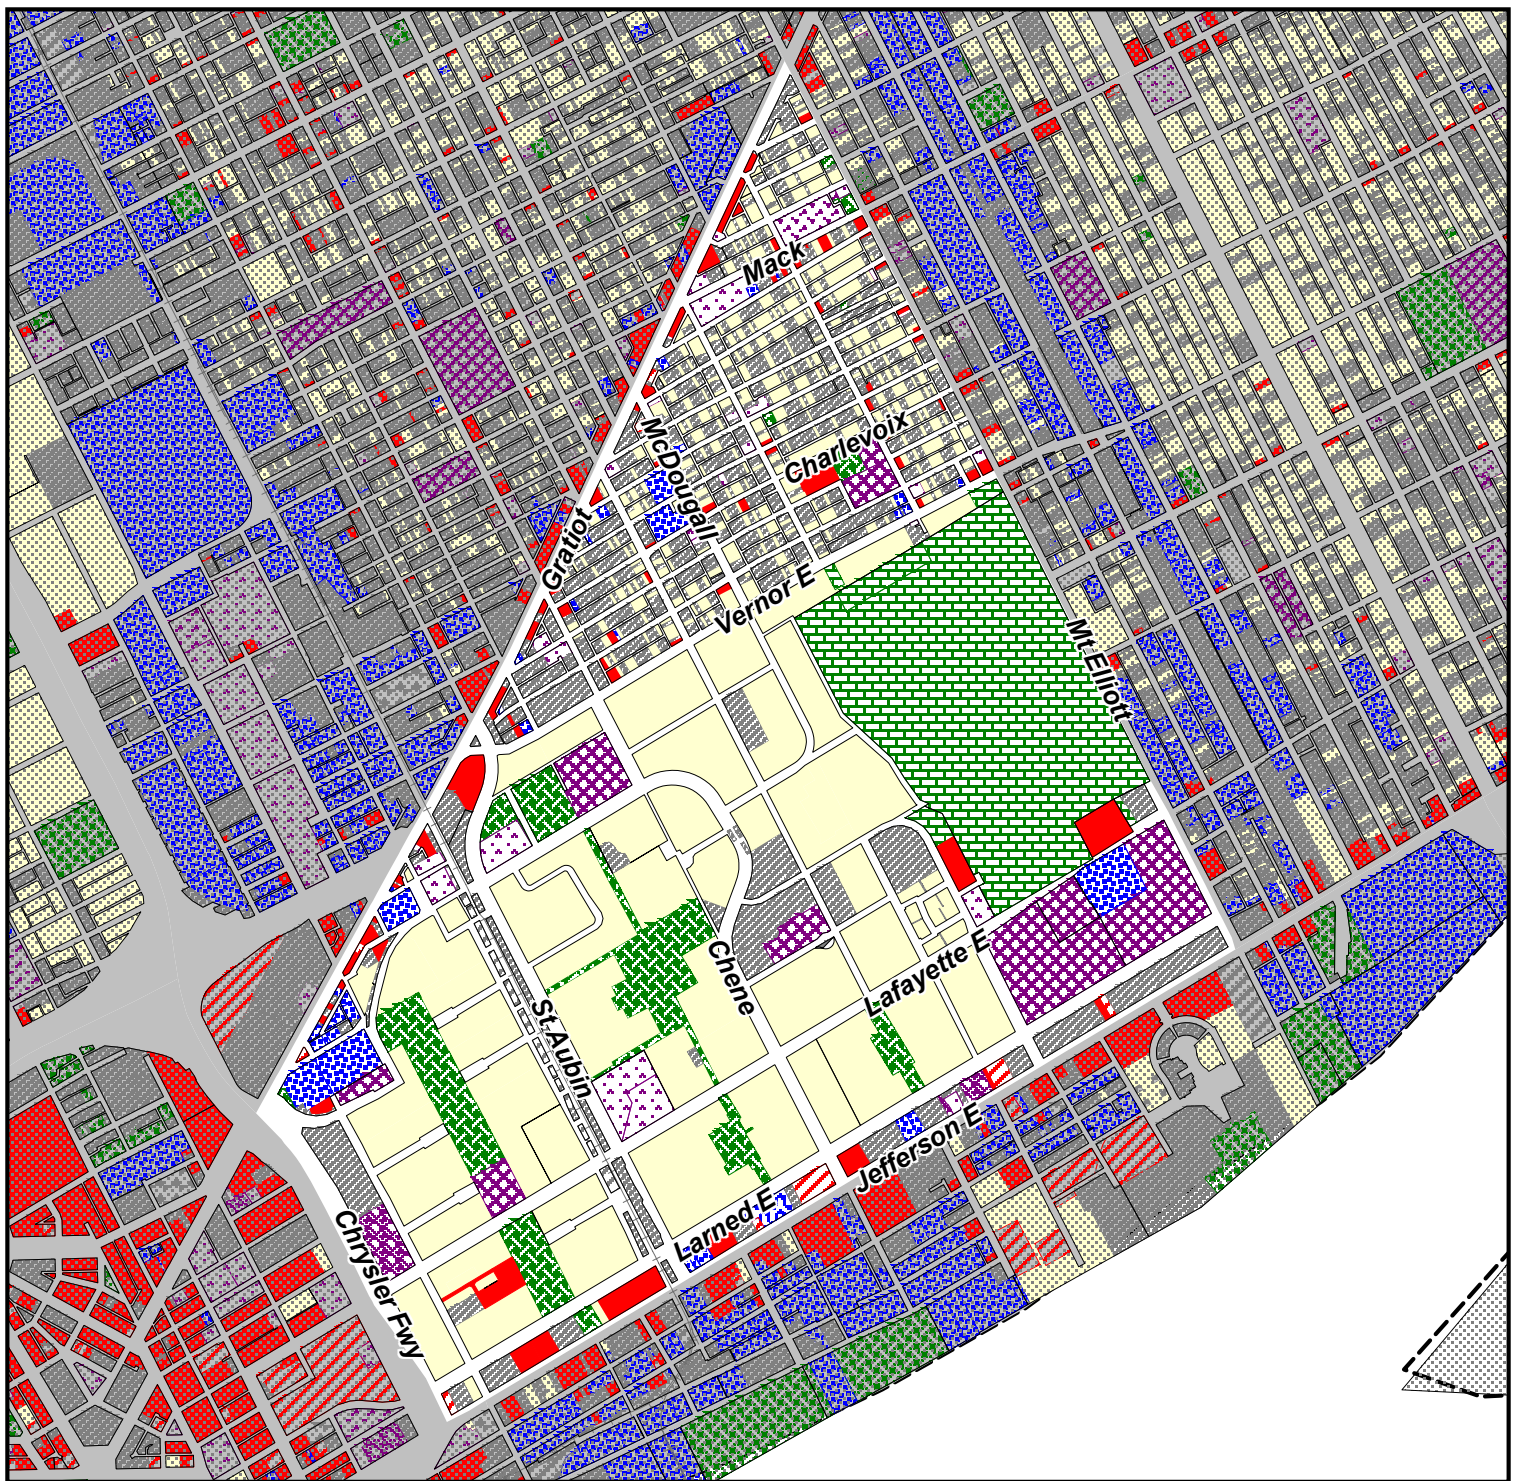 Mack
Charlevoix
McDougall
Gratiot
Vernor E
Mt Elliott
Chene
Lafayette E
St Aubin
Jefferson E
Larned E
Chrysler Fwy